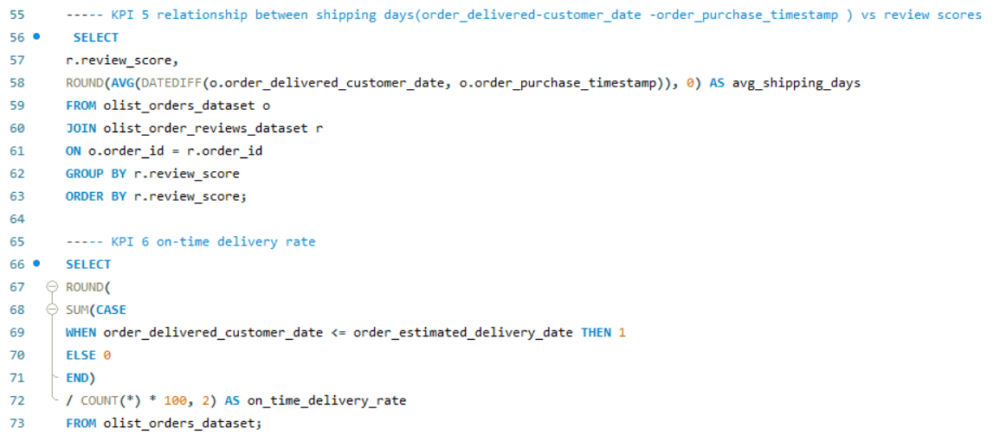 55 ----- KPI 5 relationship between shipping days(order_delivered-customer_date -order_purchase_timestamp ) vs review scores
56 SELECT
57 r.review_score,
58 ROUND(AVG(DATEDIFF(o.order_delivered_customer_date, o.order_purchase_timestamp)), 0) AS avg_shipping_days
59 FROM olist_orders_dataset o
60 JOIN olist_order_reviews_dataset r
61 ON o.order_id = r.order_id
62 GROUP BY r.review_score
63 ORDER BY r.review_score;
64
65 ----- KPI 6 on-time delivery rate
66 SELECT
67 ROUND(
68 SUM(CASE
69 WHEN order_delivered_customer_date <= order_estimated_delivery_date THEN 1
70 ELSE 0
71 END)
72 / COUNT(*) * 100, 2) AS on_time_delivery_rate
73 FROM olist_orders_dataset;